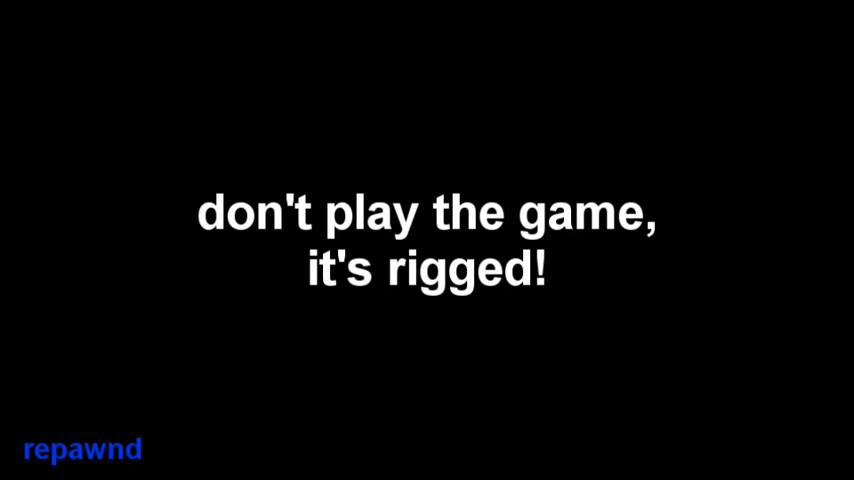 don't play the game,
it's rigged!
repawnd